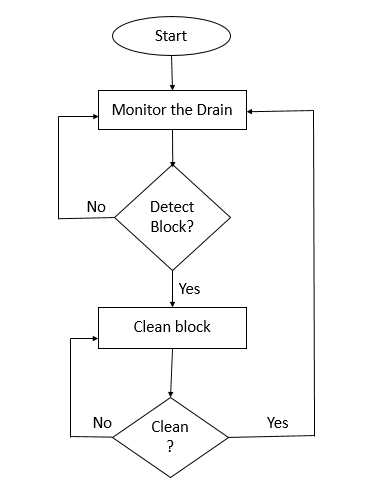 Start
Monitor the Drain
Detect
Block?
No
Yes
Clean block
Clean
?
No
Yes